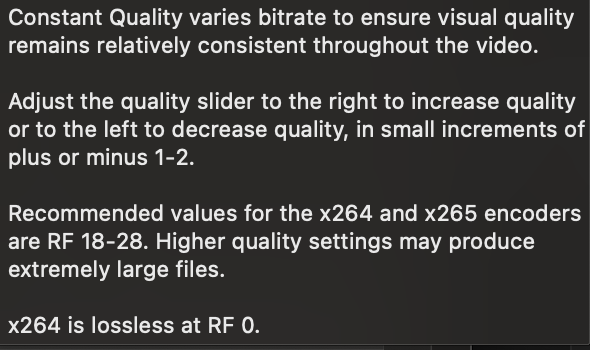 Constant Quality varies bitrate to ensure visual quality
remains relatively consistent throughout the video.
Adjust the quality slider to the right to increase quality
or to the left to decrease quality, in small increments of
plus or minus 1-2.
Recommended values for the x264 and x265 encoders
are RF 18-28. Higher quality settings may produce
extremely large files.
x264 is lossless at RF 0.